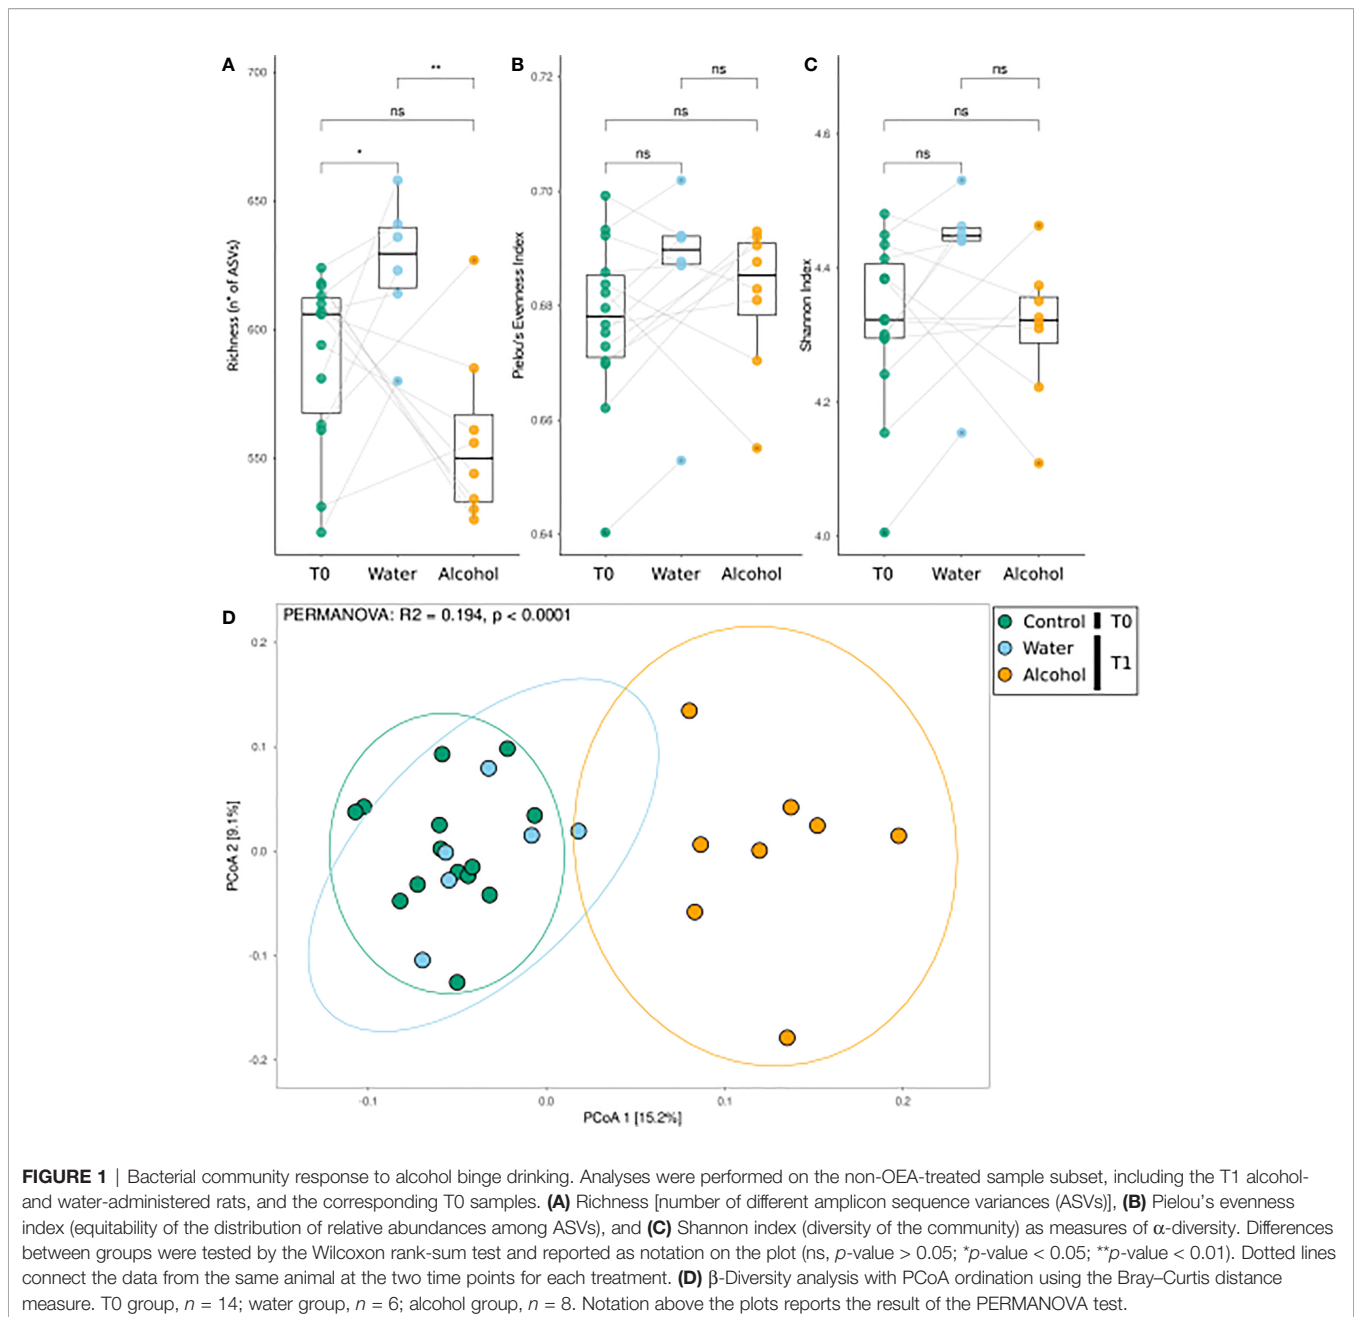 A
B
C
700
650
600
550
Richness (n° of ASVs)
**
ns
*
T0 Water Alcohol
0.72
0.70
0.68
0.66
0.64
Pielou's Evenness Index
ns
ns
ns
T0 Water Alcohol
4.6
4.4
4.2
4.0
Shannon Index
ns
ns
ns
T0 Water Alcohol
D
PERMANOVA: R2 = 0.194, p < 0.0001
0.2
0.1
0.0
-0.1
-0.2
PCoA 2 [9.1%]
-0.1 0.0 0.1 0.2
PCoA 1 [15.2%]
Control T0
Water
Alcohol
T1
FIGURE 1 | Bacterial community response to alcohol binge drinking. Analyses were performed on the non-OEA-treated sample subset, including the T1 alcohol-
and water-administered rats, and the corresponding T0 samples. (A) Richness [number of different amplicon sequence variances (ASVs)], (B) Pielou's evenness
index (equitability of the distribution of relative abundances among ASVs), and (C) Shannon index (diversity of the community) as measures of α-diversity. Differences
between groups were tested by the Wilcoxon rank-sum test and reported as notation on the plot (ns, p-value > 0.05; *p-value < 0.05; **p-value < 0.01). Dotted lines
connect the data from the same animal at the two time points for each treatment. (D) β-Diversity analysis with PCoA ordination using the Bray–Curtis distance
measure. T0 group, n = 14; water group, n = 6; alcohol group, n = 8. Notation above the plots reports the result of the PERMANOVA test.